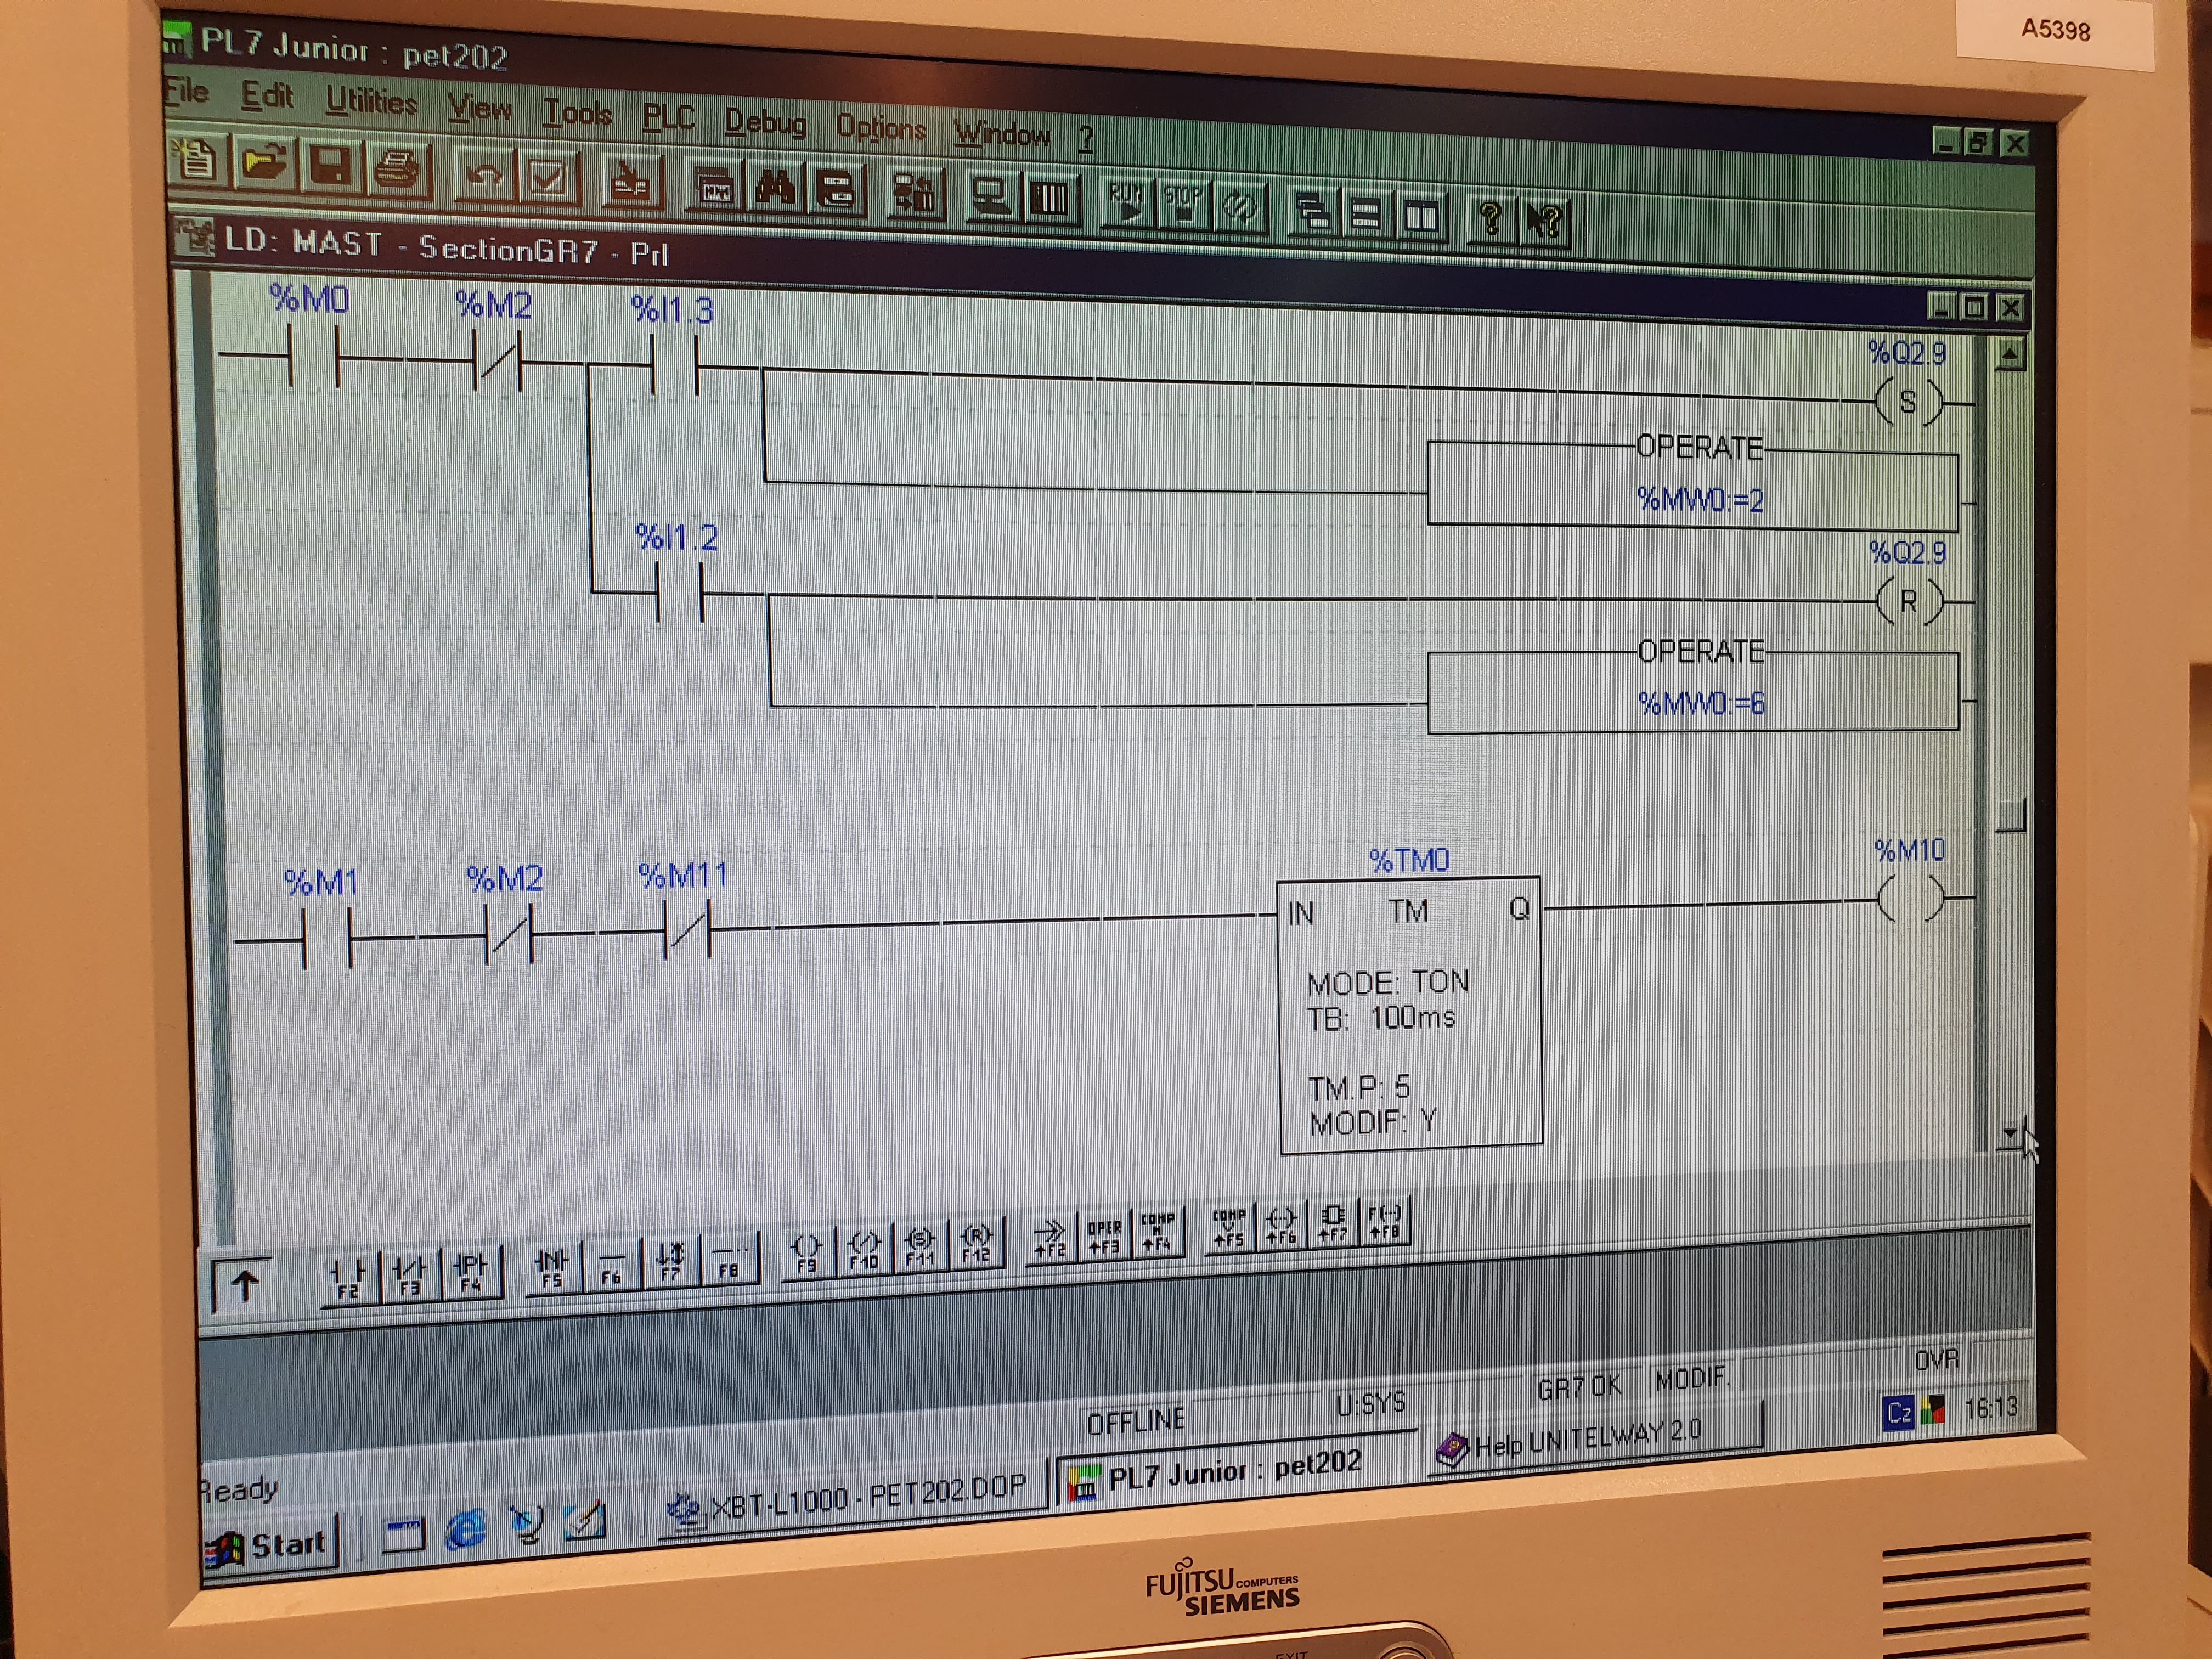 A5398
PL7 Junior : pet202
File Edit Utilities View Tools PLC Debug Options Window ?
RUN STOP
LD: MAST - SectionGR7 - Prl
%M0 %M2 %I1.3
%Q2.9
S
OPERATE
%MW0:=2
%I1.2
%Q2.9
R
OPERATE
%MW0:=6
%M1 %M2 %M11 %TM0 %M10
IN TM Q
MODE: TON
TB: 100ms
TM.P: 5
MODIF: Y
P N S R OPER COMP COMP F(..)
F2 F3 F4 F5 F6 F7 F8 F9 F10 F11 F12 ↑F2 ↑F3 ↑F4 ↑F5 ↑F6 ↑F7 ↑F8
Ready OFFLINE U:SYS GR7 OK MODIF. OVR
Start XBT-L1000 - PET202.DOP PL7 Junior : pet202 Help UNITELWAY 2.0 Cz 16:13
FUJITSU COMPUTERS
SIEMENS
EXIT